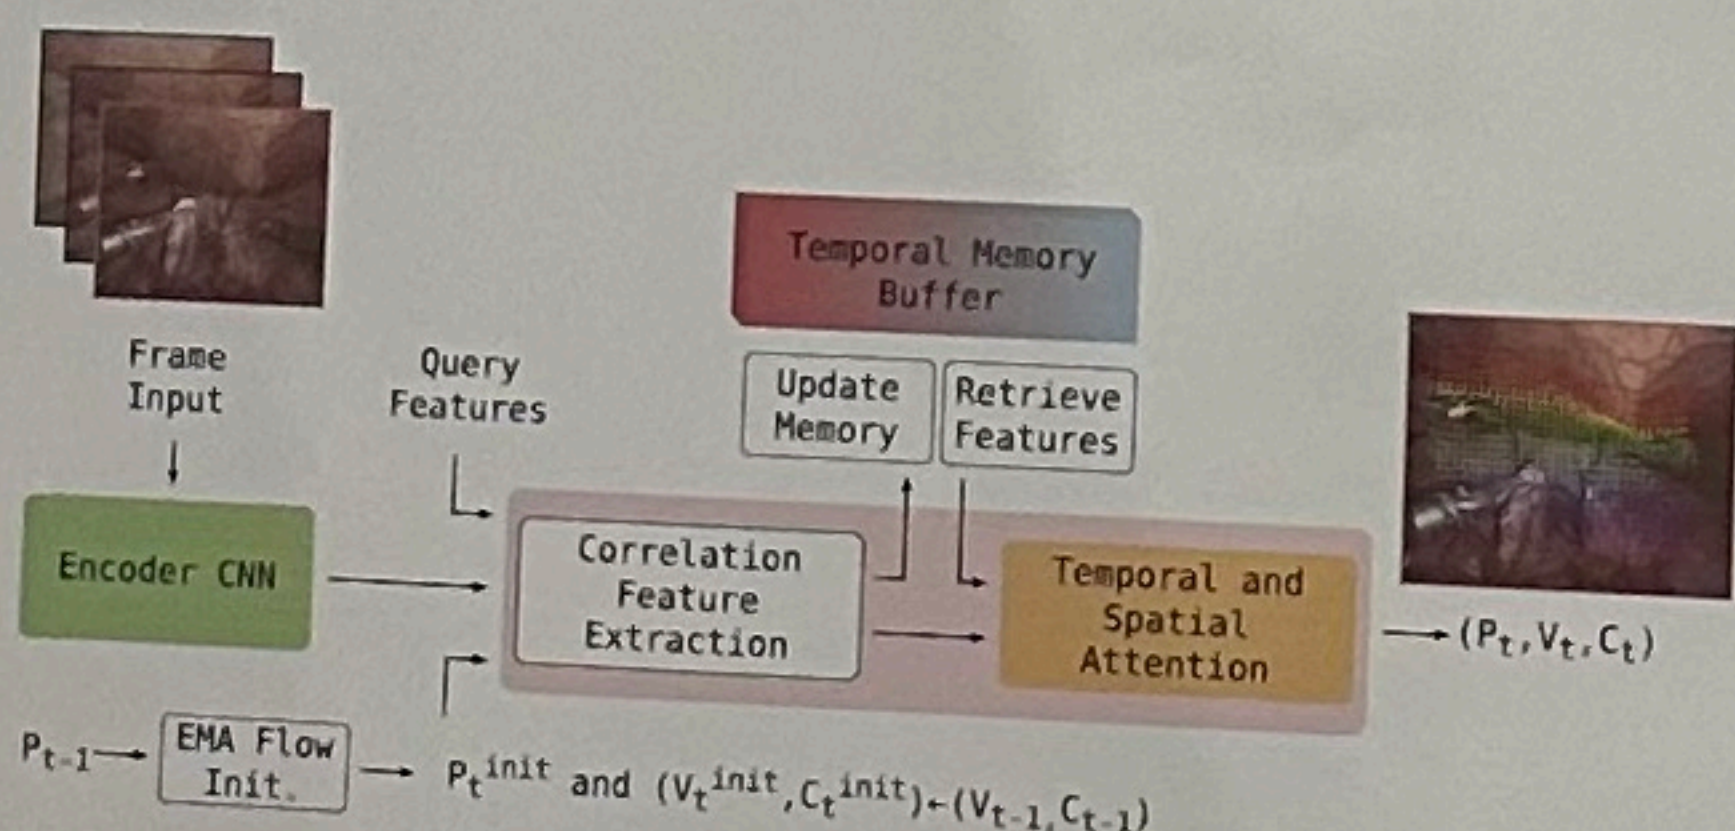 Frame
Input
Query
Features
Temporal Memory
Buffer
Update
Memory
Retrieve
Features
Encoder CNN
Correlation
Feature
Extraction
Temporal and
Spatial
Attention
(Pₜ,Vₜ,Cₜ)
Pₜ₋₁
EMA Flow
Init.
Pₜ^init and (Vₜ^init,Cₜ^init)←(Vₜ₋₁,Cₜ₋₁)